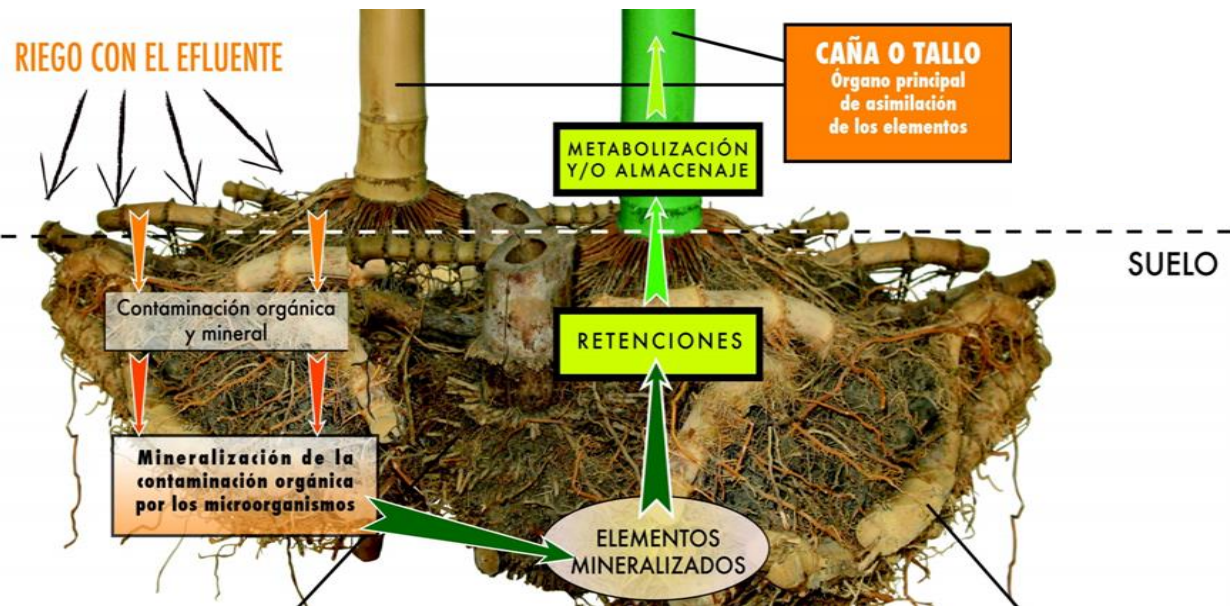 RIEGO CON EL EFLUENTE
CAÑA O TALLO
Órgano principal
de asimilación
de los elementos
METABOLIZACIÓN
Y/O ALMACENAJE
SUELO
Contaminación orgánica
y mineral
RETENCIONES
Mineralización de la
contaminación orgánica
por los microorganismos
ELEMENTOS
MINERALIZADOS